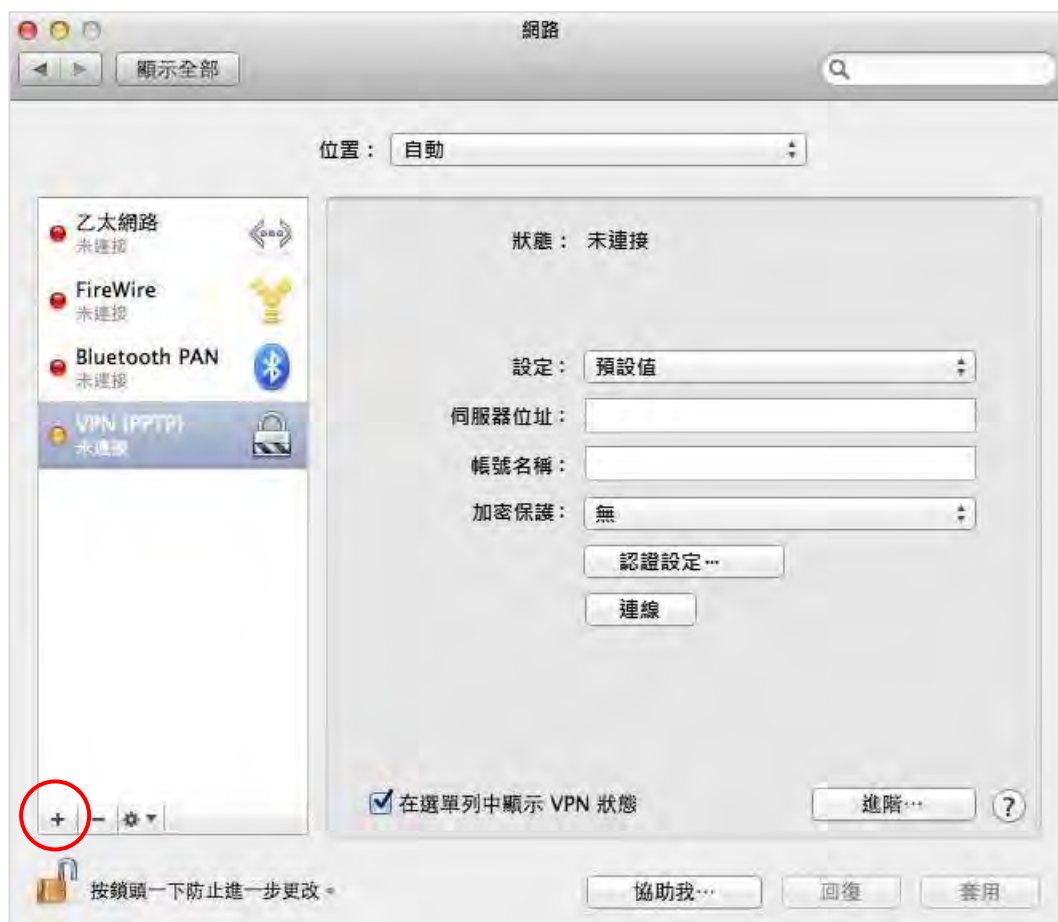 網路
顯示全部
位置： 自動
乙太網路
未連接
FireWire
未連接
Bluetooth PAN
未連接
VPN (PPTP)
未連接
狀態： 未連接
設定： 預設值
伺服器位址：
帳號名稱：
加密保護： 無
認證設定…
連線
在選單列中顯示 VPN 狀態
進階…
?
按鎖頭一下防止進一步更改。
協助我…
回復
套用